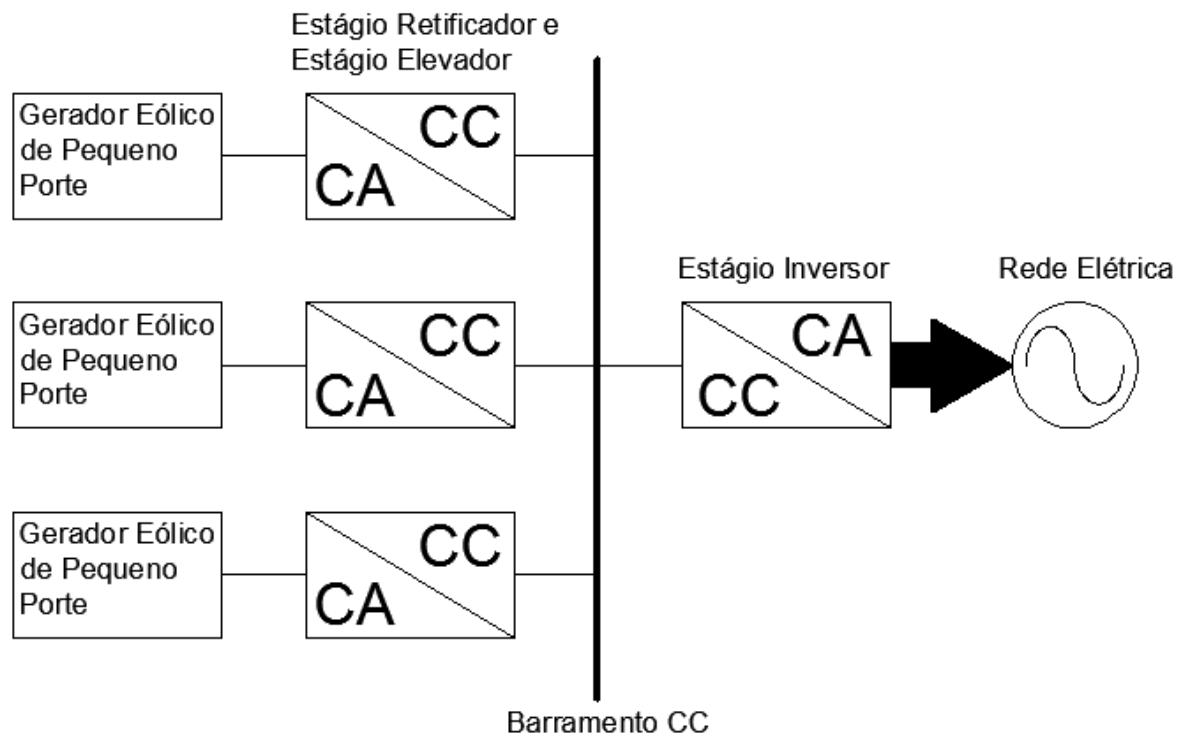 Estágio Retificador e
Estágio Elevador
Gerador Eólico
de Pequeno
Porte
CC
CA
Estágio Inversor
Rede Elétrica
Gerador Eólico
de Pequeno
Porte
CC
CA
CA
CC
Gerador Eólico
de Pequeno
Porte
CC
CA
Barramento CC